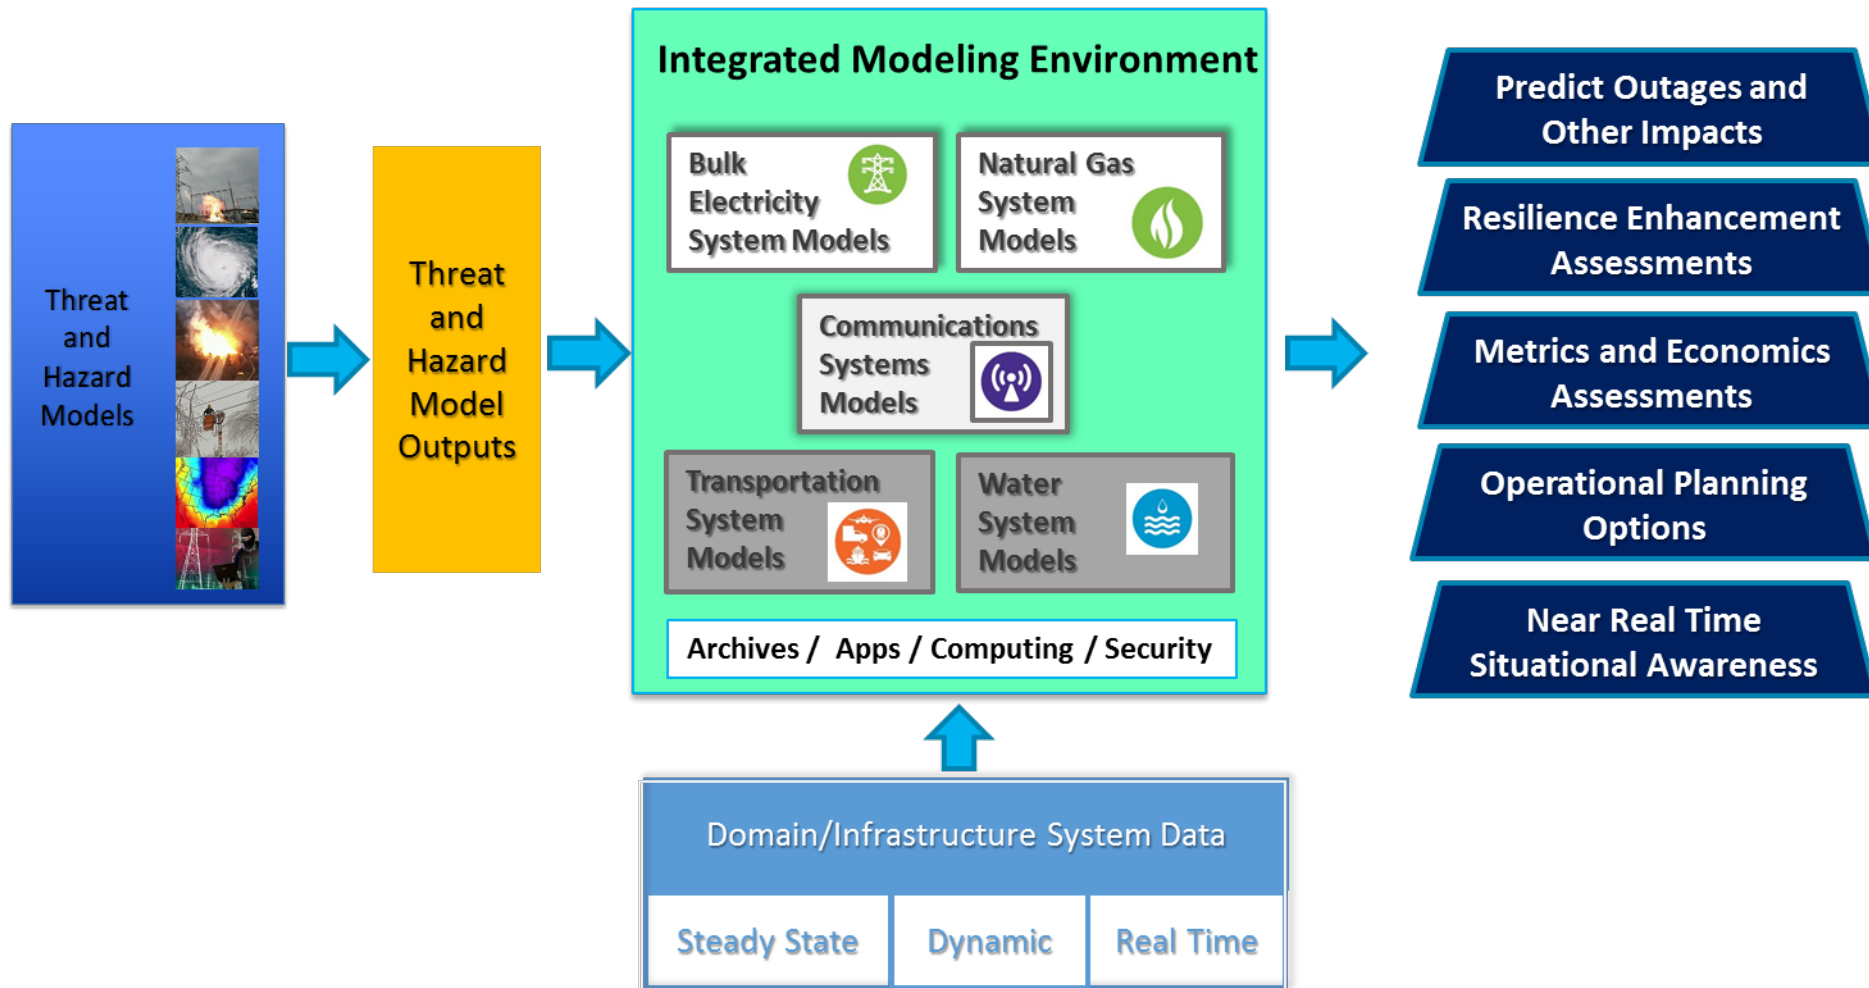 Threat
and
Hazard
Models
Threat
and
Hazard
Model
Outputs
Integrated Modeling Environment
Bulk
Electricity
System Models
Natural Gas
System
Models
Communications
Systems
Models
Transportation
System
Models
Water
System
Models
Archives / Apps / Computing / Security
Domain/Infrastructure System Data
Steady State
Dynamic
Real Time
Predict Outages and
Other Impacts
Resilience Enhancement
Assessments
Metrics and Economics
Assessments
Operational Planning
Options
Near Real Time
Situational Awareness